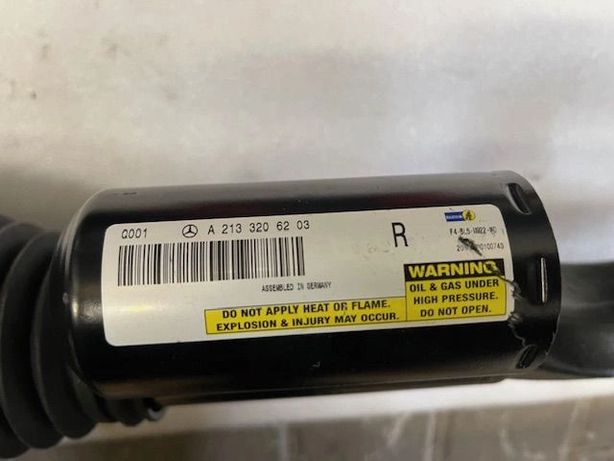 Q001 A 213 320 62 03
R
ASSEMBLED IN GERMANY
WARNING
OIL & GAS UNDER
HIGH PRESSURE.
DO NOT OPEN.
DO NOT APPLY HEAT OR FLAME.
EXPLOSION & INJURY MAY OCCUR.